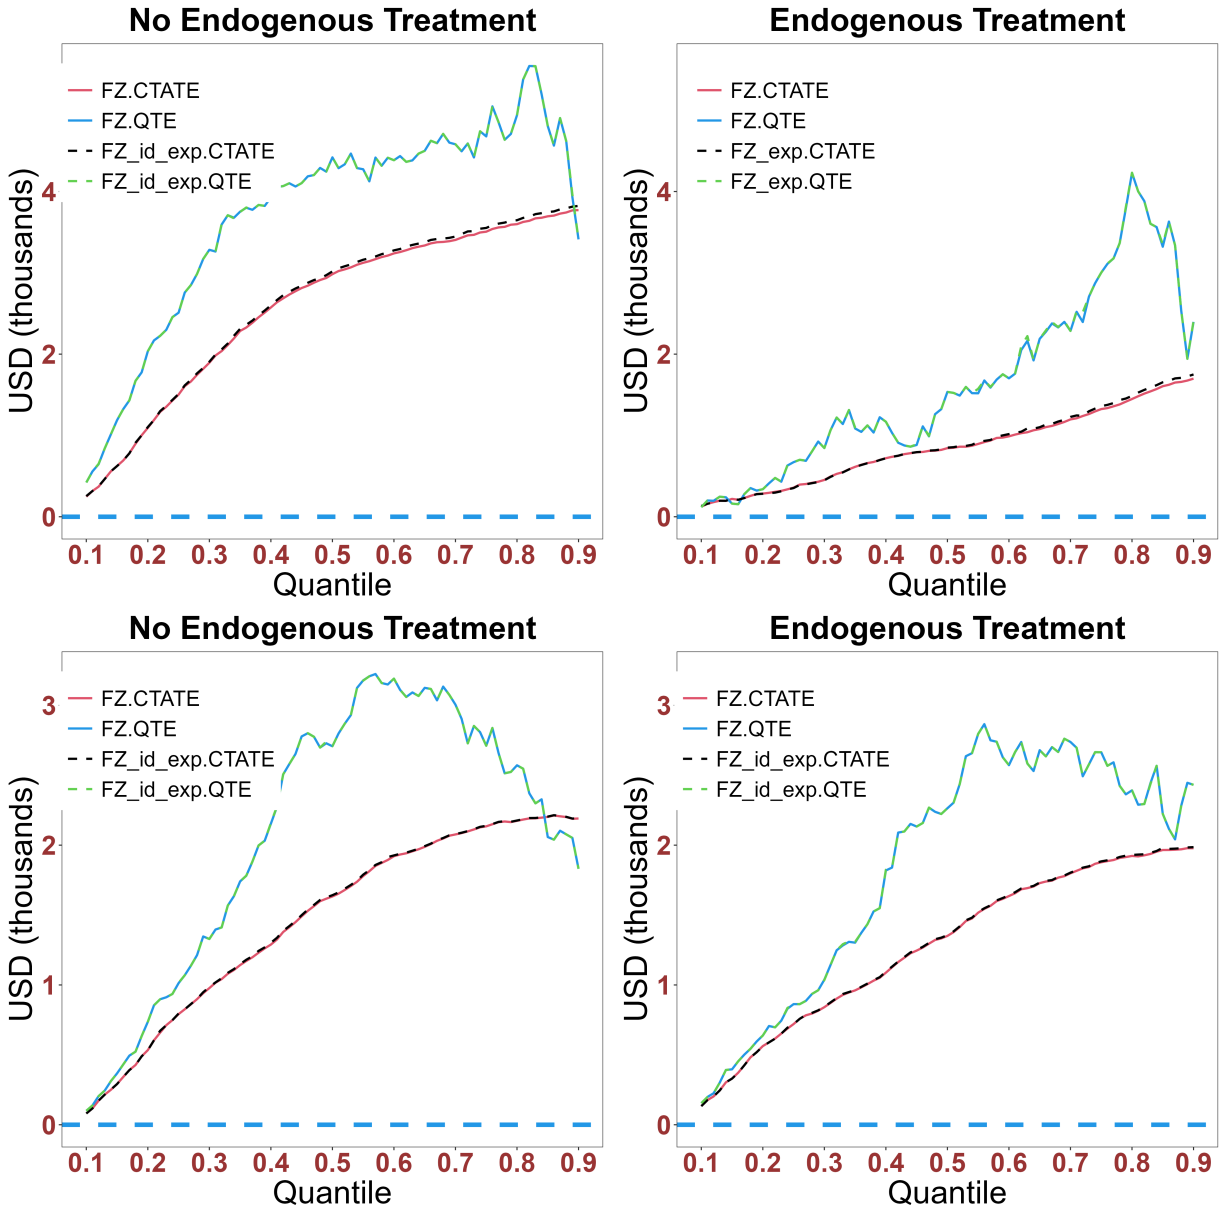 No Endogenous Treatment
FZ.CTATE
FZ.QTE
FZ_id_exp.CTATE
FZ_id_exp.QTE
USD (thousands)
4
2
0
0.1 0.2 0.3 0.4 0.5 0.6 0.7 0.8 0.9
Quantile
Endogenous Treatment
FZ.CTATE
FZ.QTE
FZ_exp.CTATE
FZ_exp.QTE
USD (thousands)
4
2
0
0.1 0.2 0.3 0.4 0.5 0.6 0.7 0.8 0.9
Quantile
No Endogenous Treatment
FZ.CTATE
FZ.QTE
FZ_id_exp.CTATE
FZ_id_exp.QTE
USD (thousands)
3
2
1
0
0.1 0.2 0.3 0.4 0.5 0.6 0.7 0.8 0.9
Quantile
Endogenous Treatment
FZ.CTATE
FZ.QTE
FZ_id_exp.CTATE
FZ_id_exp.QTE
USD (thousands)
3
2
1
0
0.1 0.2 0.3 0.4 0.5 0.6 0.7 0.8 0.9
Quantile